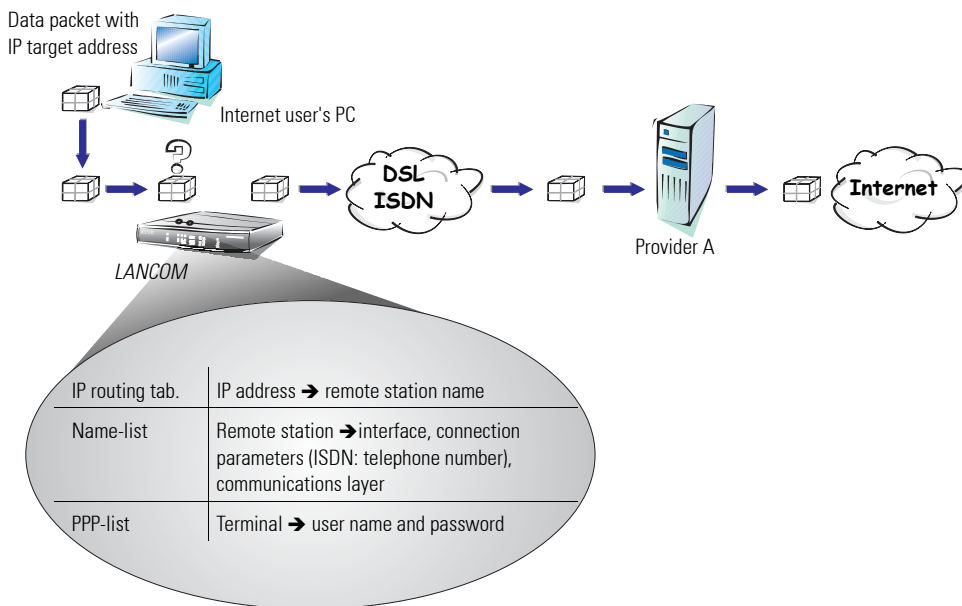 Data packet with
IP target address
Internet user's PC
?
DSL
ISDN
Internet
Provider A
LANCOM
IP routing tab.
IP address ➔ remote station name
Name-list
Remote station ➔interface, connection
parameters (ISDN: telephone number),
communications layer
PPP-list
Terminal ➔ user name and password